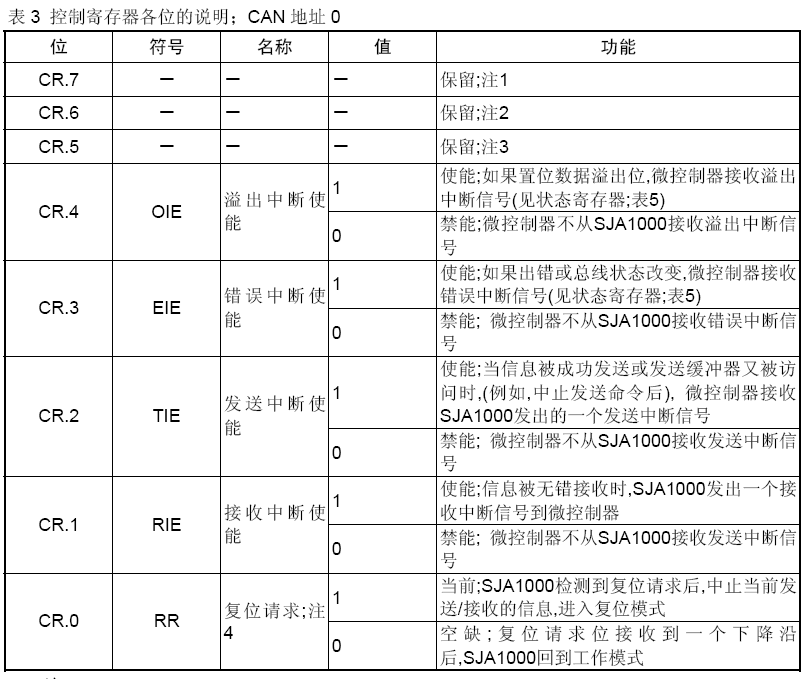 表 3 控制寄存器各位的说明；CAN 地址 0
位 符号 名称 值 功能
CR.7 － － － 保留;注1
CR.6 － － － 保留;注2
CR.5 － － － 保留;注3
CR.4 OIE 溢出中断使能 1 使能;如果置位数据溢出位,微控制器接收溢出
中断信号(见状态寄存器;表5)
0 禁能;微控制器不从SJA1000接收溢出中断信
号
CR.3 EIE 错误中断使能 1 使能;如果出错或总线状态改变,微控制器接收
错误中断信号(见状态寄存器;表5)
0 禁能; 微控制器不从SJA1000接收错误中断信
号
CR.2 TIE 发送中断使能 1 使能;当信息被成功发送或发送缓冲器又被访
问时,(例如,中止发送命令后), 微控制器接收
SJA1000发出的一个发送中断信号
0 禁能; 微控制器不从SJA1000接收发送中断信
号
CR.1 RIE 接收中断使能 1 使能;信息被无错接收时,SJA1000发出一个接
收中断信号到微控制器
0 禁能; 微控制器不从SJA1000接收发送中断信
号
CR.0 RR 复位请求;注4 1 当前;SJA1000检测到复位请求后,中止当前发
送/接收的信息,进入复位模式
0 空缺;复位请求位接收到一个下降沿
后,SJA1000回到工作模式